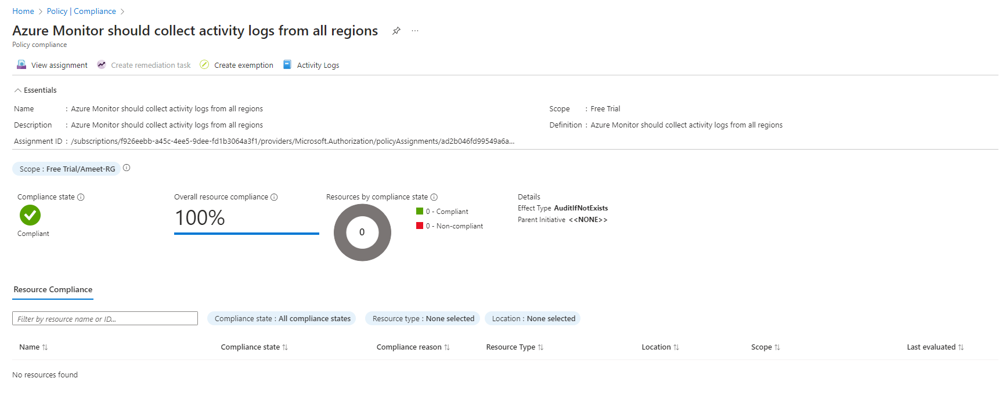 Home > Policy | Compliance >
Azure Monitor should collect activity logs from all regions ...
Policy compliance
View assignment Create remediation task Create exemption Activity Logs
Essentials
Name : Azure Monitor should collect activity logs from all regions Scope : Free Trial
Description : Azure Monitor should collect activity logs from all regions Definition : Azure Monitor should collect activity logs from all regions
Assignment ID : /subscriptions/f926eebb-a45c-4ee5-9dee-fd1b3064a3f1/providers/Microsoft.Authorization/policyAssignments/ad2b046fd99549a6a...
Scope : Free Trial/Ameet-RG
Compliance state Overall resource compliance Resources by compliance state Details
100% 0 0 - Compliant Effect Type AuditIfNotExists
0 - Non-compliant Parent Initiative <<NONE>>
Compliant
Resource Compliance
Filter by resource name or ID... Compliance state : All compliance states Resource type : None selected Location : None selected
Name Compliance state Compliance reason Resource Type Location Scope Last evaluated
No resources found